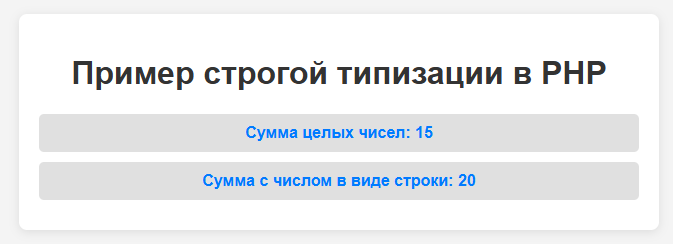 Пример строгой типизации в PHP
Сумма целых чисел: 15
Сумма с числом в виде строки: 20